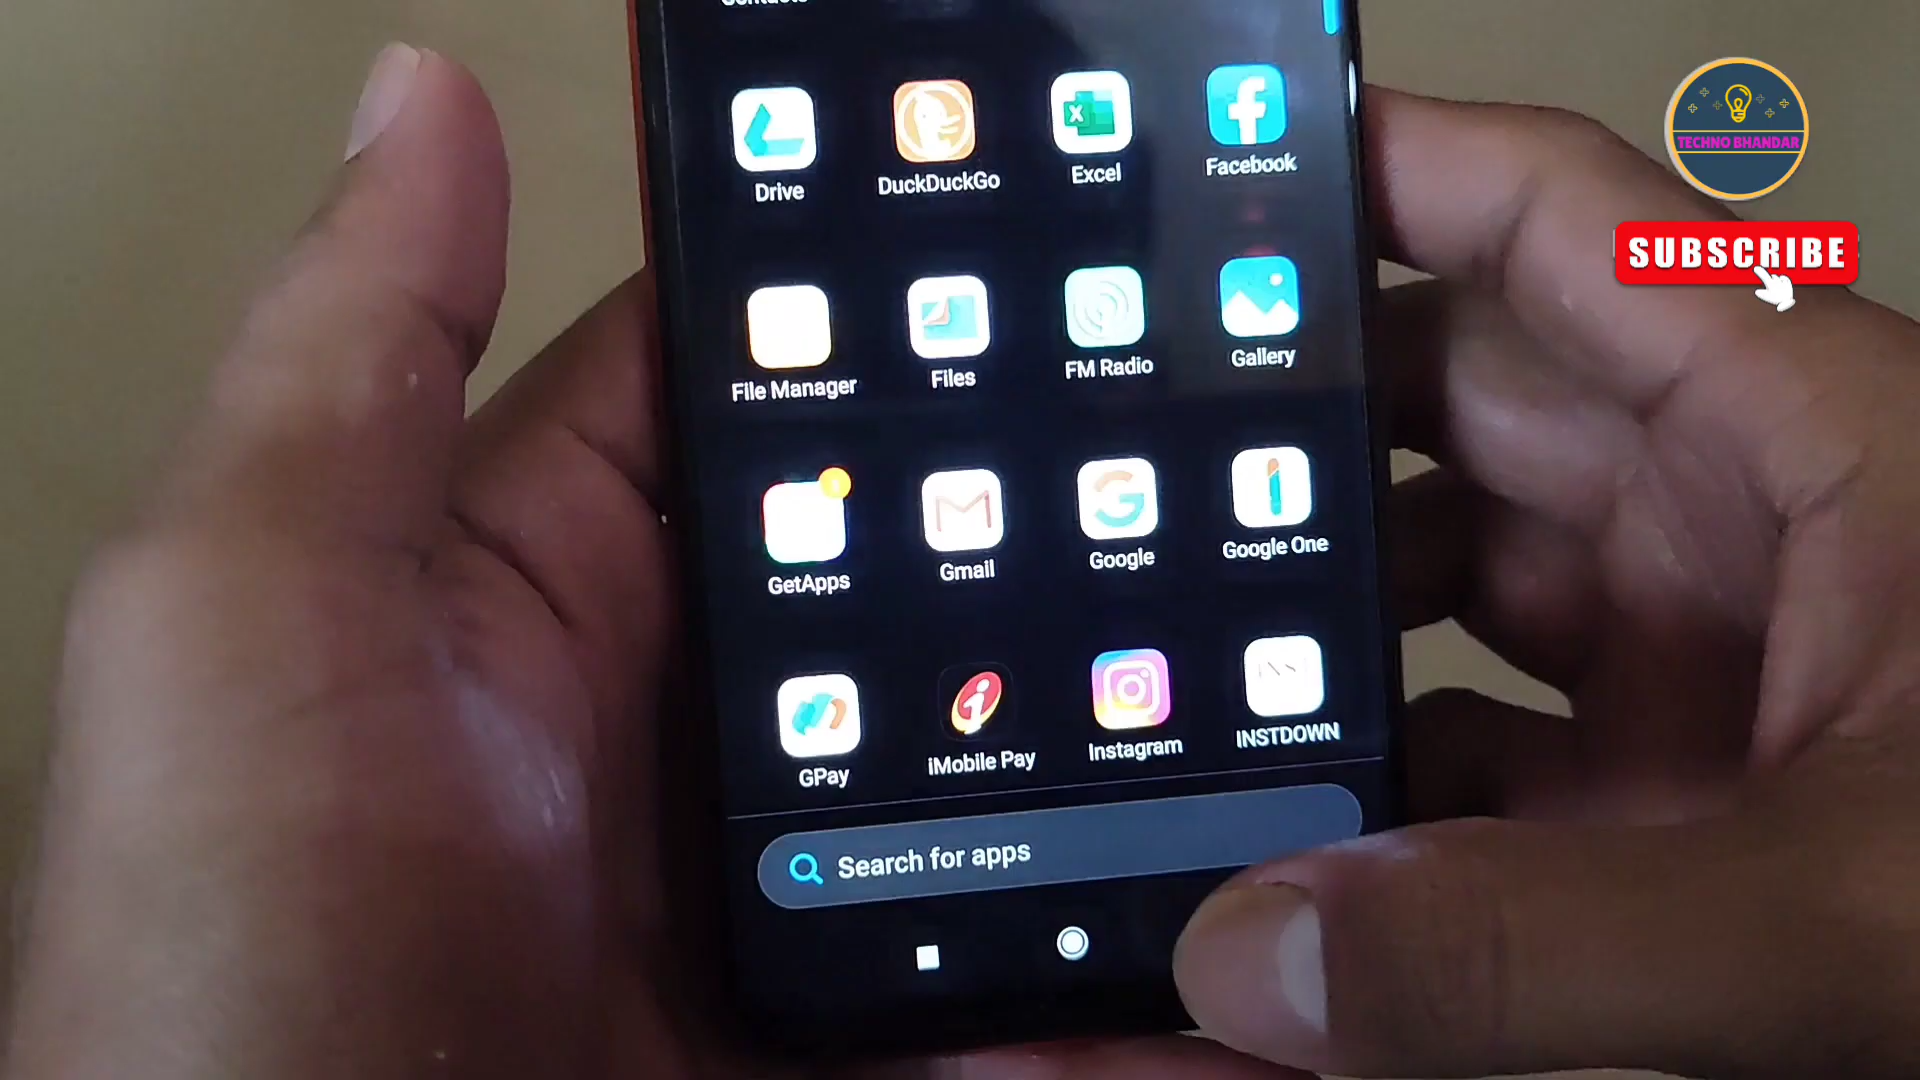 Contacts
Drive
DuckDuckGo
Excel
Facebook
File Manager
Files
FM Radio
Gallery
GetApps
Gmail
Google
Google One
GPay
iMobile Pay
Instagram
INSTDOWN
Search for apps
TECHNO BHANDAR
SUBSCRIBE